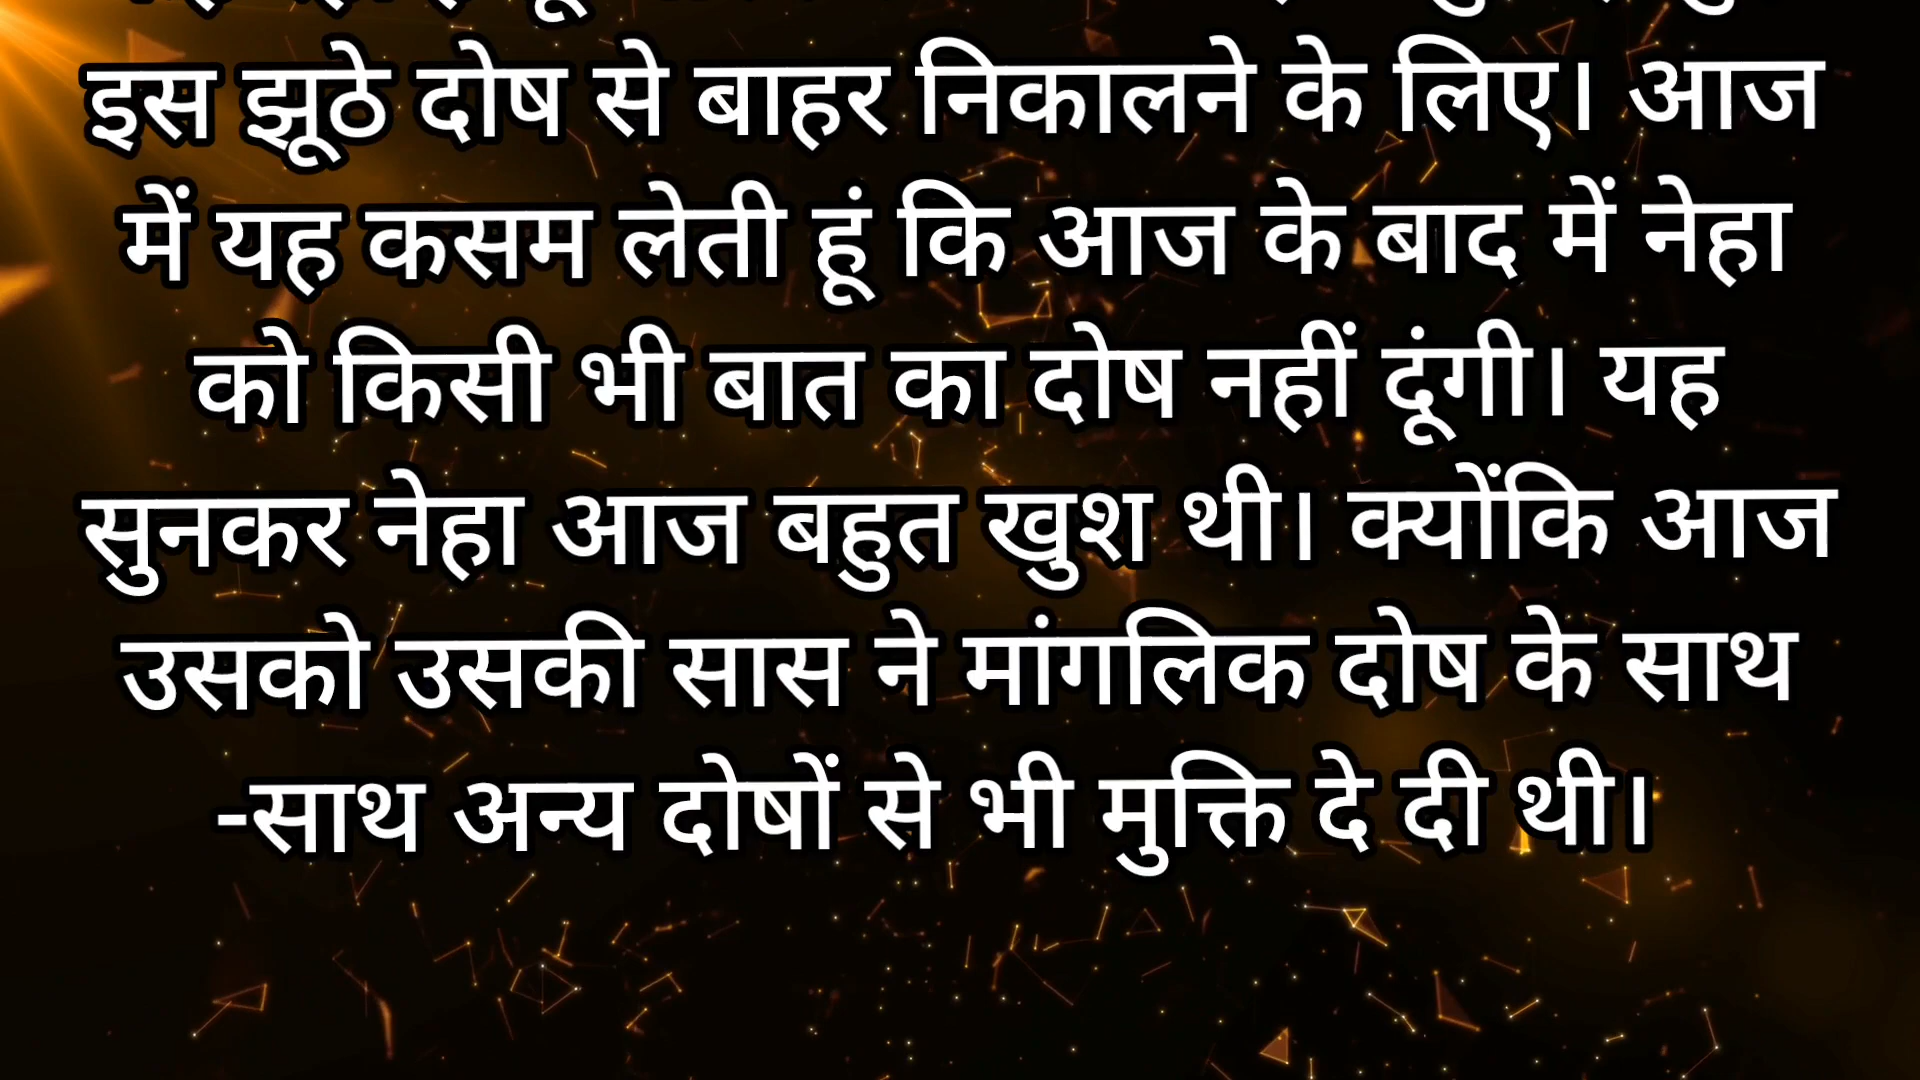 इस झूठे दोष से बाहर निकालने के लिए। आज
में यह कसम लेती हूं कि आज के बाद में नेहा
को किसी भी बात का दोष नहीं दूंगी। यह
सुनकर नेहा आज बहुत खुश थी। क्योंकि आज
उसको उसकी सास ने मांगलिक दोष के साथ
-साथ अन्य दोषों से भी मुक्ति दे दी थी।